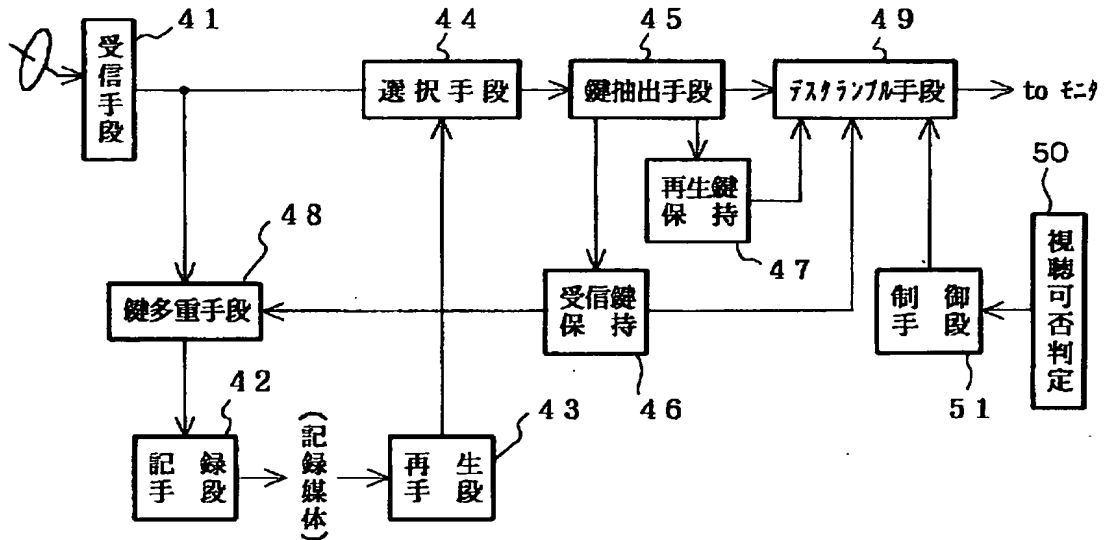 41
受信手段
44
選択手段
45
鍵抽出手段
49
デスクランブル手段
to モニタ
再生鍵
保持
47
50
視聴可否判定
48
鍵多重手段
受信鍵
保持
46
制御
手段
51
42
記録
手段
(記録媒体)
再生
手段
43